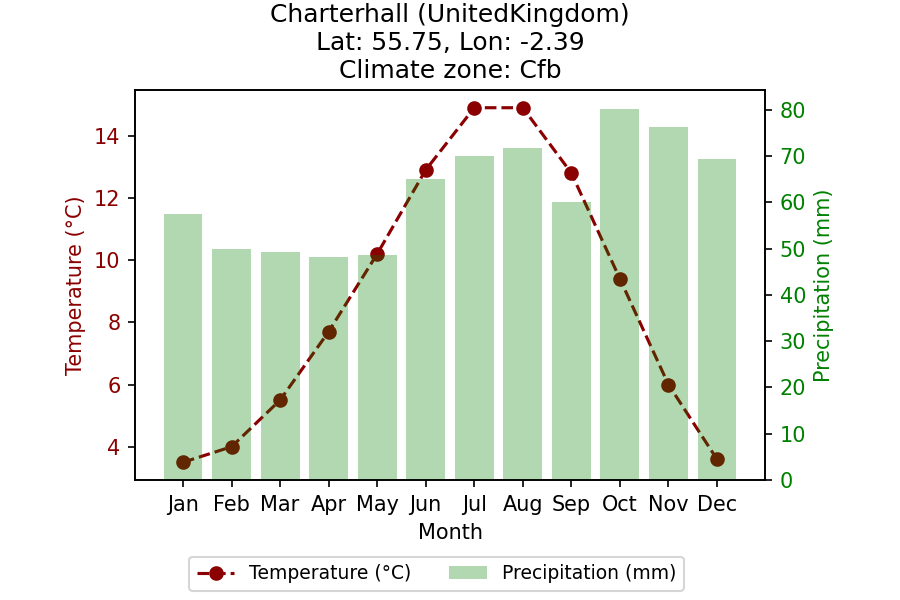 Charterhall (UnitedKingdom)
Lat: 55.75, Lon: -2.39
Climate zone: Cfb
Temperature (°C)
14
12
10
8
6
4
Precipitation (mm)
80
70
60
50
40
30
20
10
0
Jan Feb Mar Apr May Jun Jul Aug Sep Oct Nov Dec
Month
Temperature (°C) Precipitation (mm)